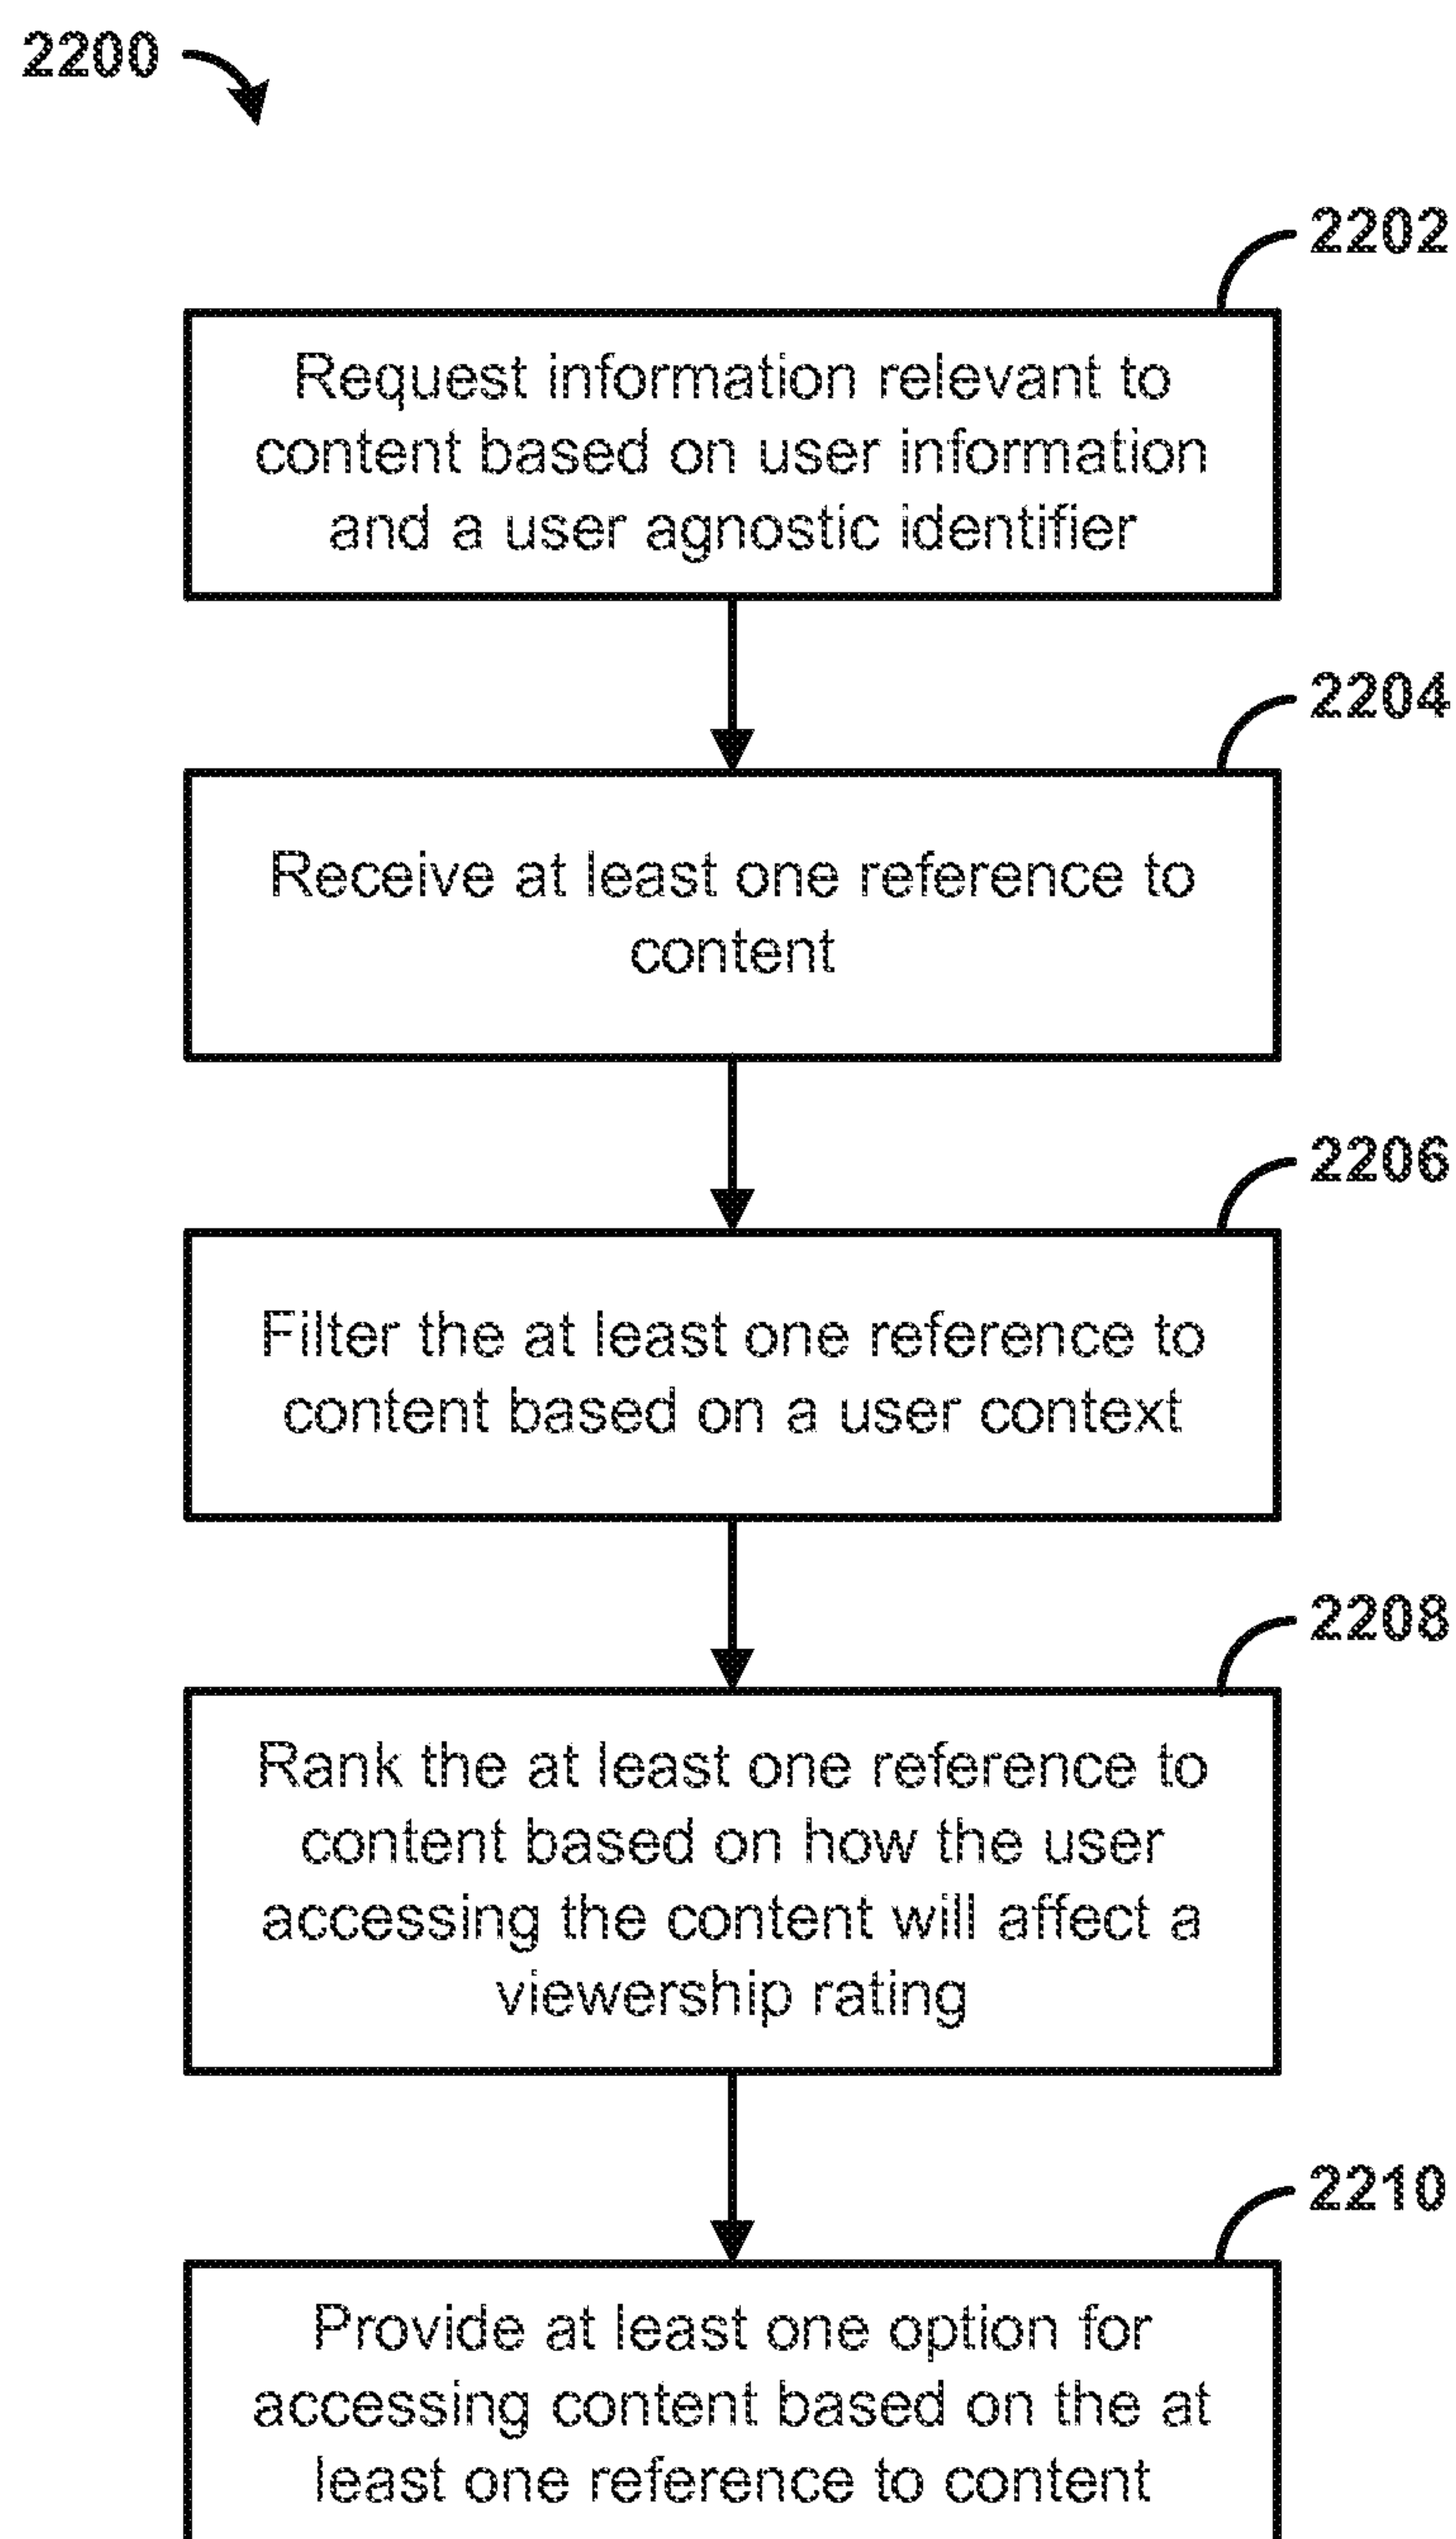 2200
2202
Request information relevant to
content based on user information
and a user agnostic identifier
2204
Receive at least one reference to
content
2206
Filter the at least one reference to
content based on a user context
2208
Rank the at least one reference to
content based on how the user
accessing the content will affect a
viewership rating
2210
Provide at least one option for
accessing content based on the at
least one reference to content